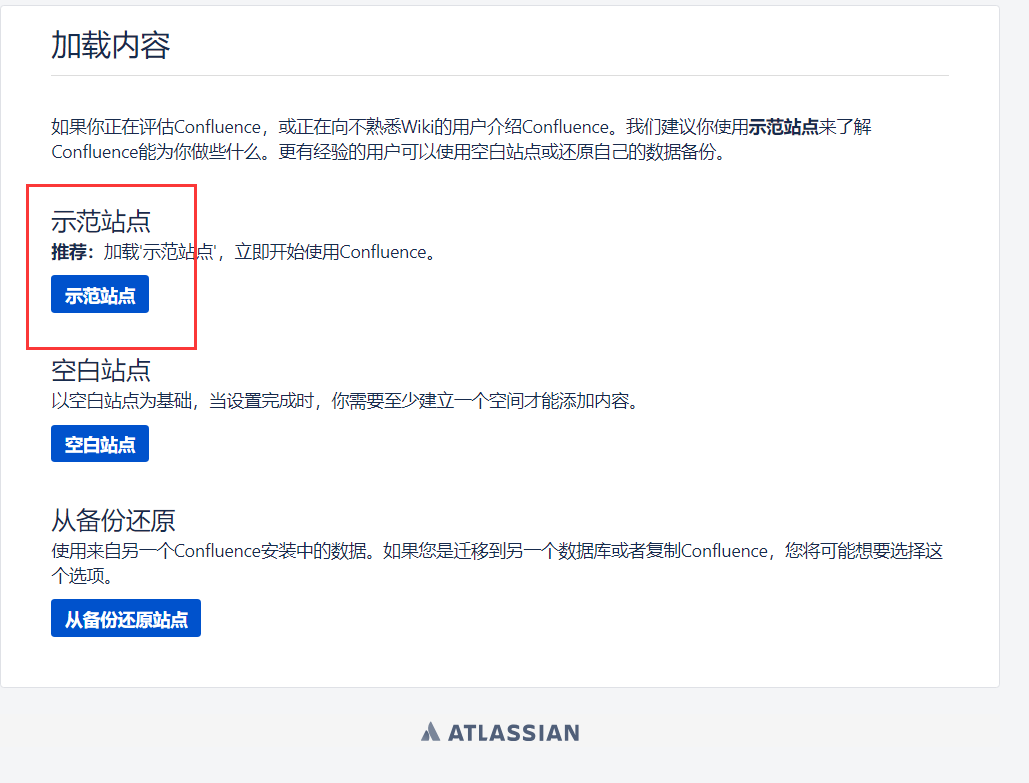 加载内容
如果你正在评估Confluence，或正在向不熟悉Wiki的用户介绍Confluence。我们建议你使用示范站点来了解
Confluence能为你做些什么。更有经验的用户可以使用空白站点或还原自己的数据备份。
示范站点
推荐：加载'示范站点'，立即开始使用Confluence。
示范站点
空白站点
以空白站点为基础，当设置完成时，你需要至少建立一个空间才能添加内容。
空白站点
从备份还原
使用来自另一个Confluence安装中的数据。如果您是迁移到另一个数据库或者复制Confluence，您将可能想要选择这
个选项。
从备份还原站点
ATLASSIAN